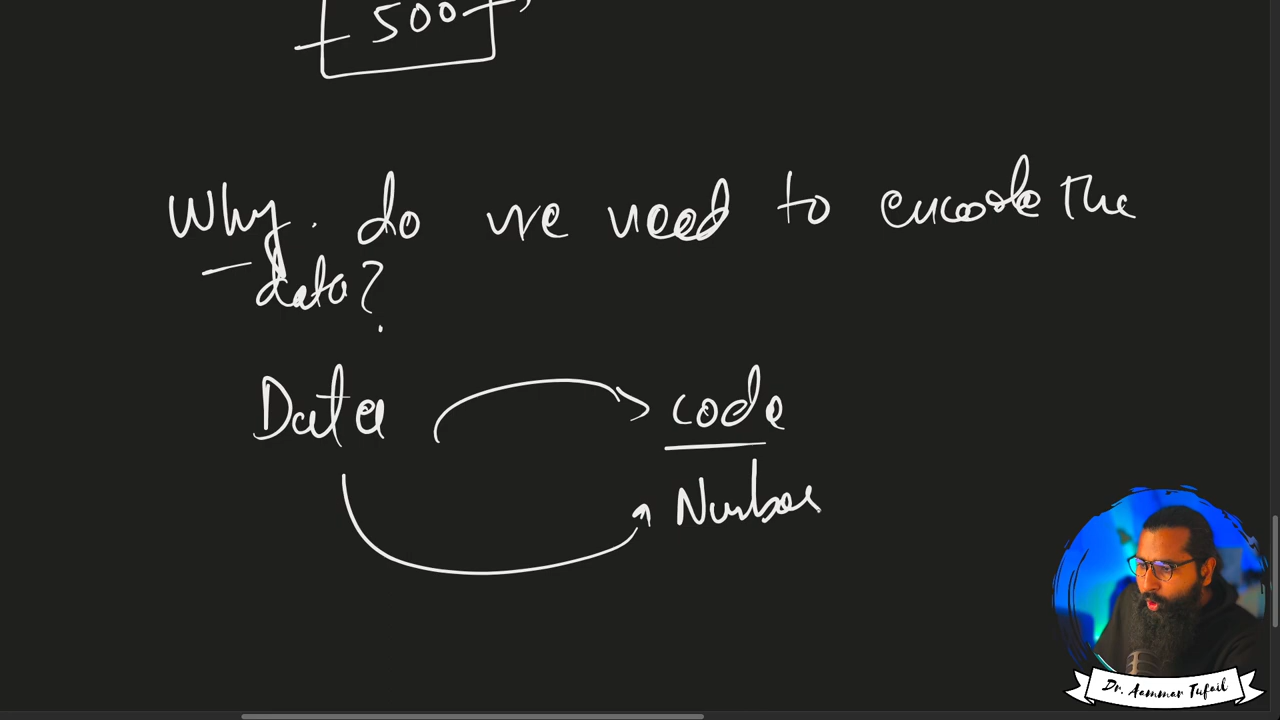 500
Why. do we need to encode the
data?
Data code
Number
Dr. Aammar Tufail